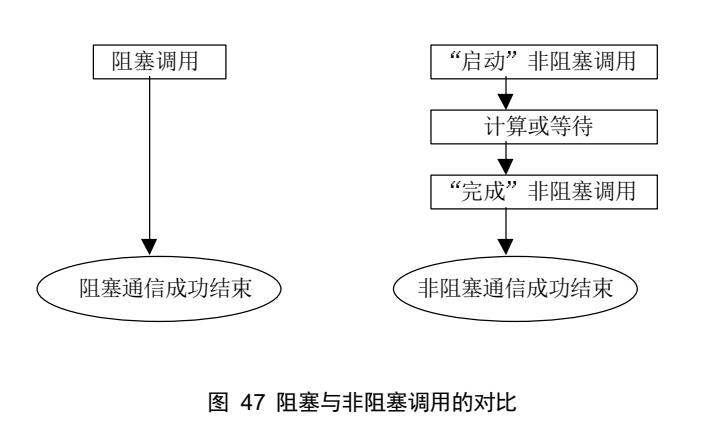 阻塞调用
阻塞通信成功结束
“启动”非阻塞调用
计算或等待
“完成”非阻塞调用
非阻塞通信成功结束
图 47 阻塞与非阻塞调用的对比